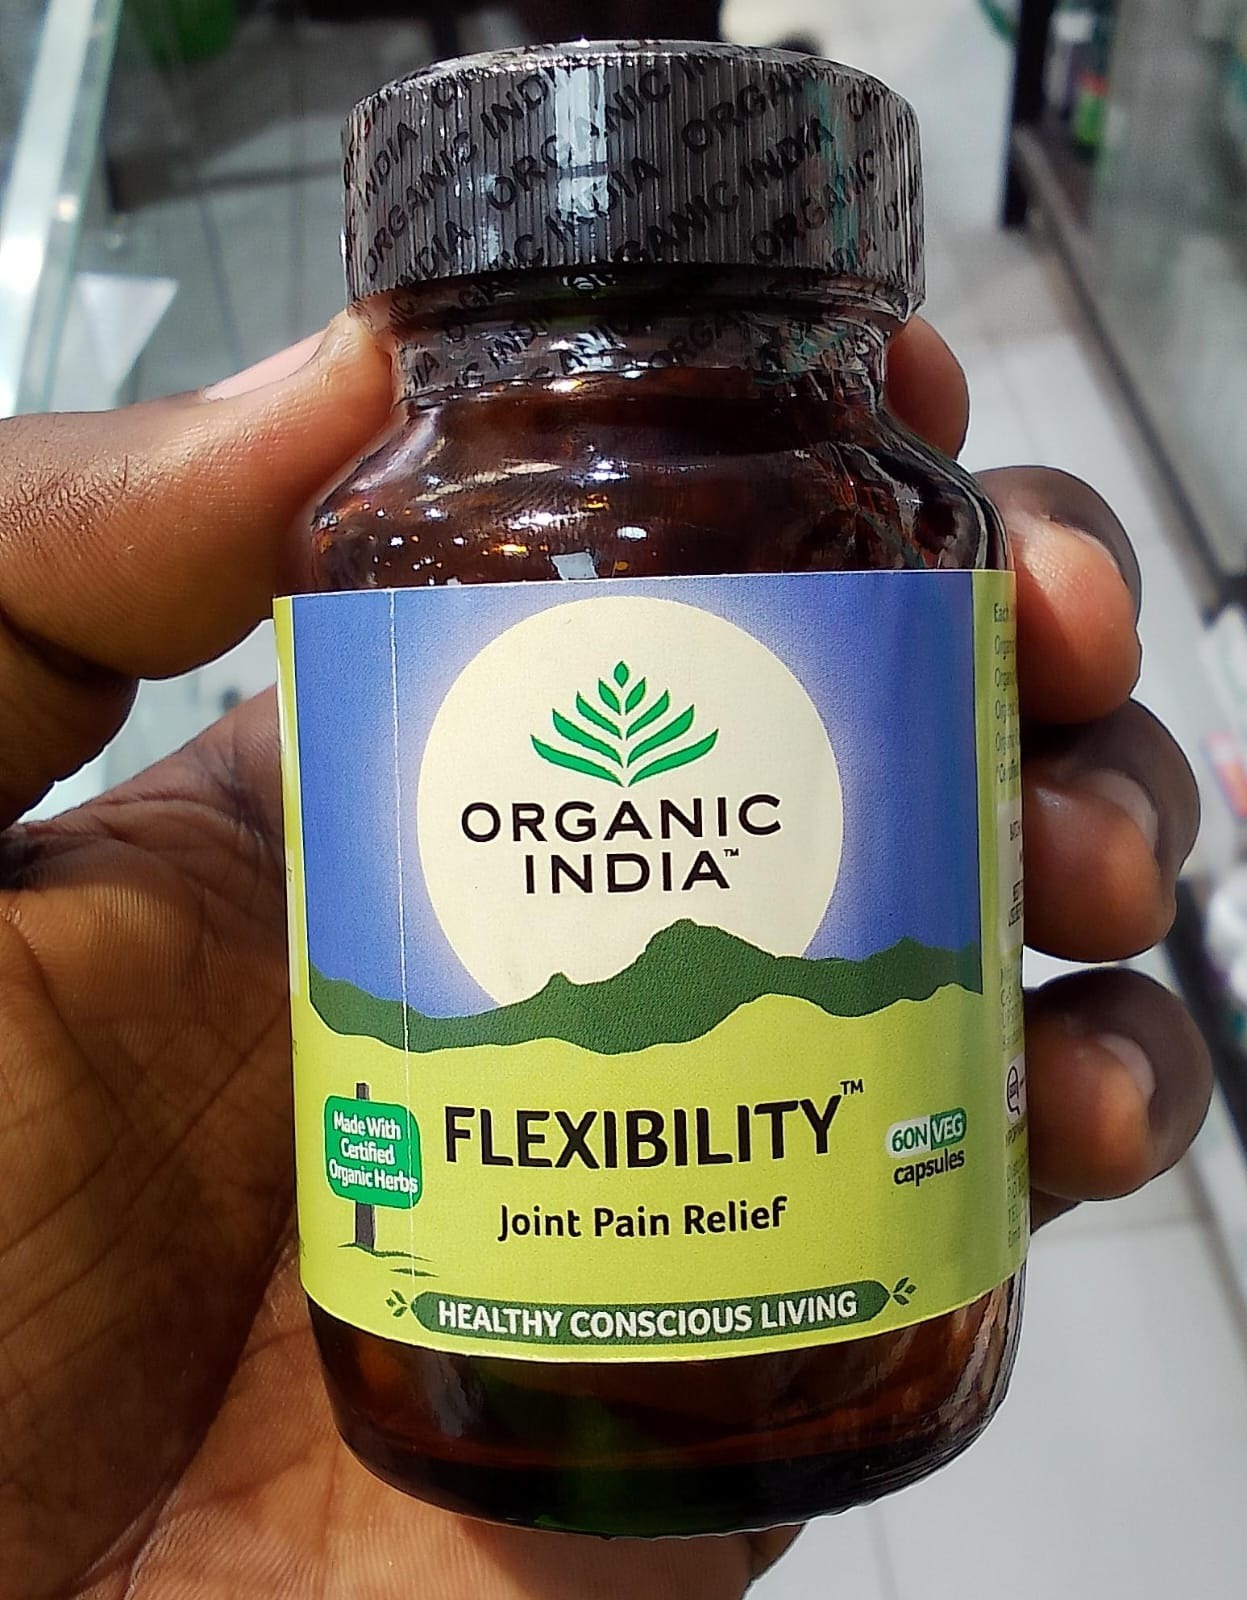 ORGANIC INDIA
ORGANIC
INDIA™
FLEXIBILITY™
Joint Pain Relief
Made With
Certified
Organic Herbs
60N VEG
capsules
HEALTHY CONSCIOUS LIVING
Each